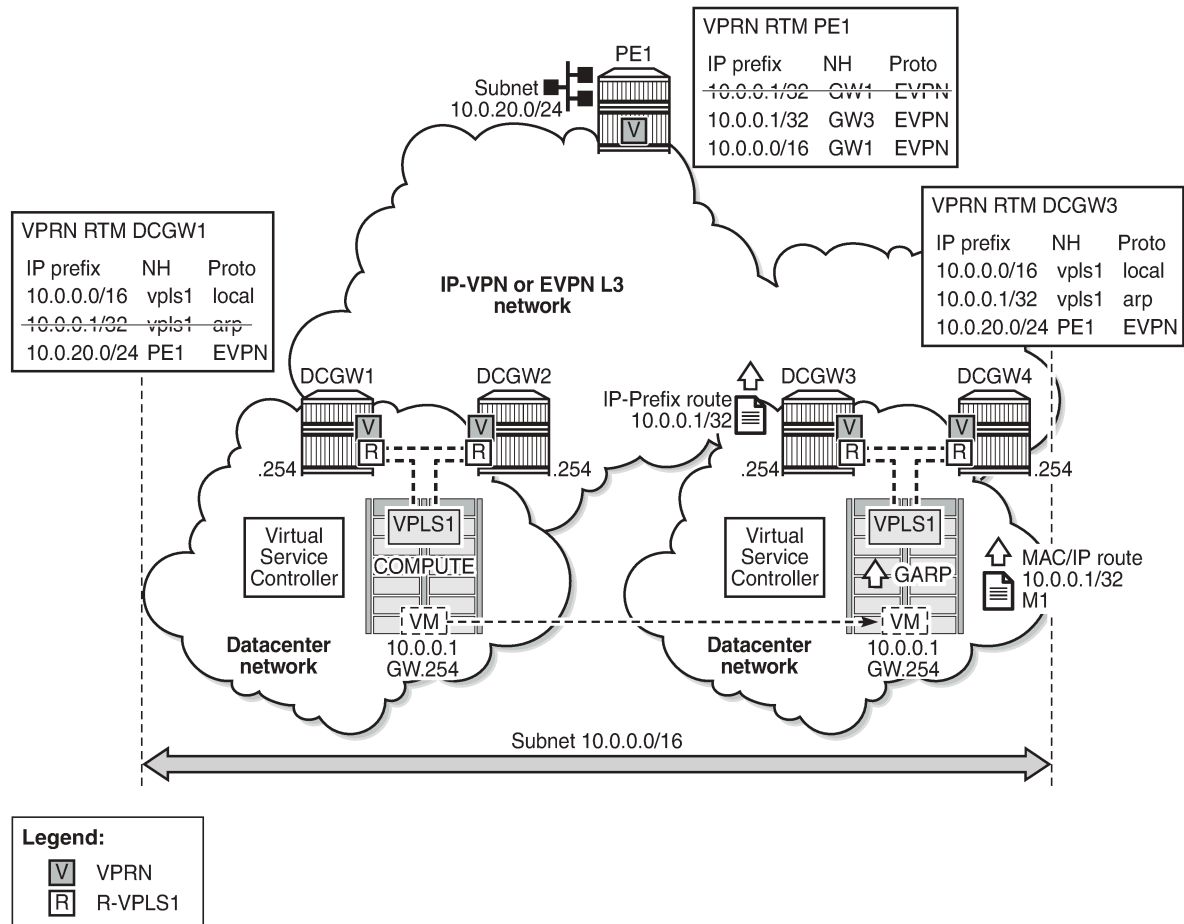 VPRN RTM PE1
IP prefix NH Proto
10.0.0.1/32 GW1 EVPN
10.0.0.1/32 GW3 EVPN
10.0.0.0/16 GW1 EVPN
PE1
Subnet
10.0.20.0/24
V
VPRN RTM DCGW1
IP prefix NH Proto
10.0.0.0/16 vpls1 local
10.0.0.1/32 vpls1 arp
10.0.20.0/24 PE1 EVPN
VPRN RTM DCGW3
IP prefix NH Proto
10.0.0.0/16 vpls1 local
10.0.0.1/32 vpls1 arp
10.0.20.0/24 PE1 EVPN
IP-VPN or EVPN L3
network
DCGW1
DCGW2
IP-Prefix route
10.0.0.1/32
DCGW3
DCGW4
V
V
V
V
R
R
R
R
.254
.254
.254
.254
VPLS1
COMPUTE
Virtual
Service
Controller
VM
10.0.0.1
GW.254
Datacenter
network
VPLS1
GARP
Virtual
Service
Controller
MAC/IP route
10.0.0.1/32
M1
VM
10.0.0.1
GW.254
Datacenter
network
Subnet 10.0.0.0/16
Legend:
V VPRN
R R-VPLS1